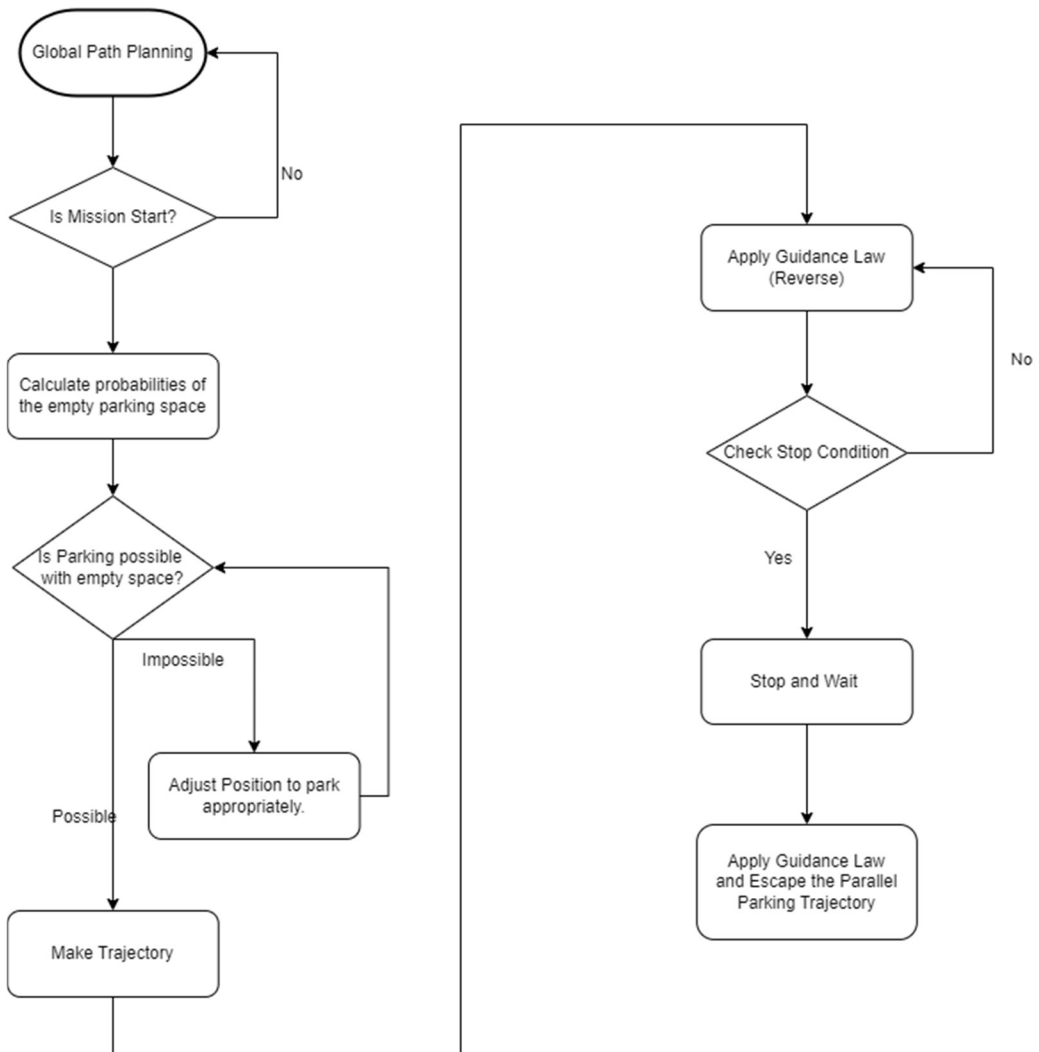 Global Path Planning
No
Is Mission Start?
Calculate probabilities of
the empty parking space
Is Parking possible
with empty space?
Impossible
Adjust Position to park
appropriately.
Possible
Make Trajectory
Apply Guidance Law
(Reverse)
No
Check Stop Condition
Yes
Stop and Wait
Apply Guidance Law
and Escape the Parallel
Parking Trajectory